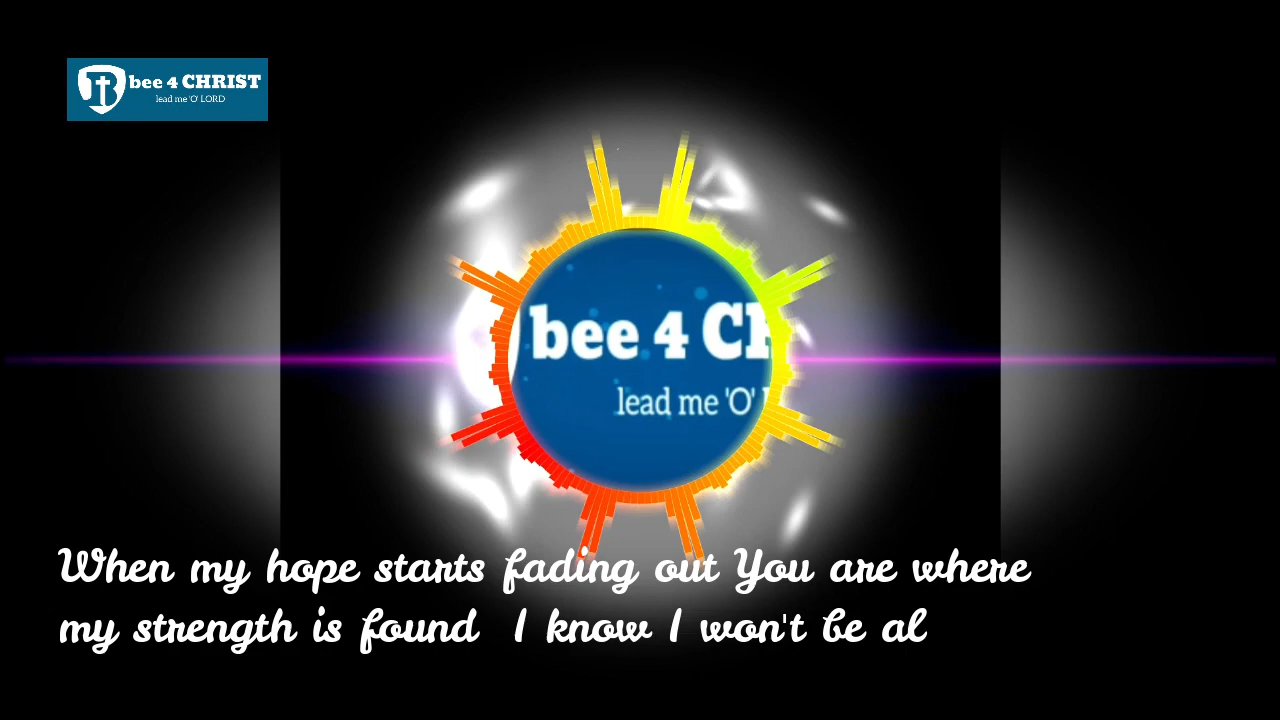 bee 4 CHRIST
lead me 'O' LORD
bee 4 CH
lead me 'O'
When my hope starts fading out You are where
my strength is found I know I won't be al